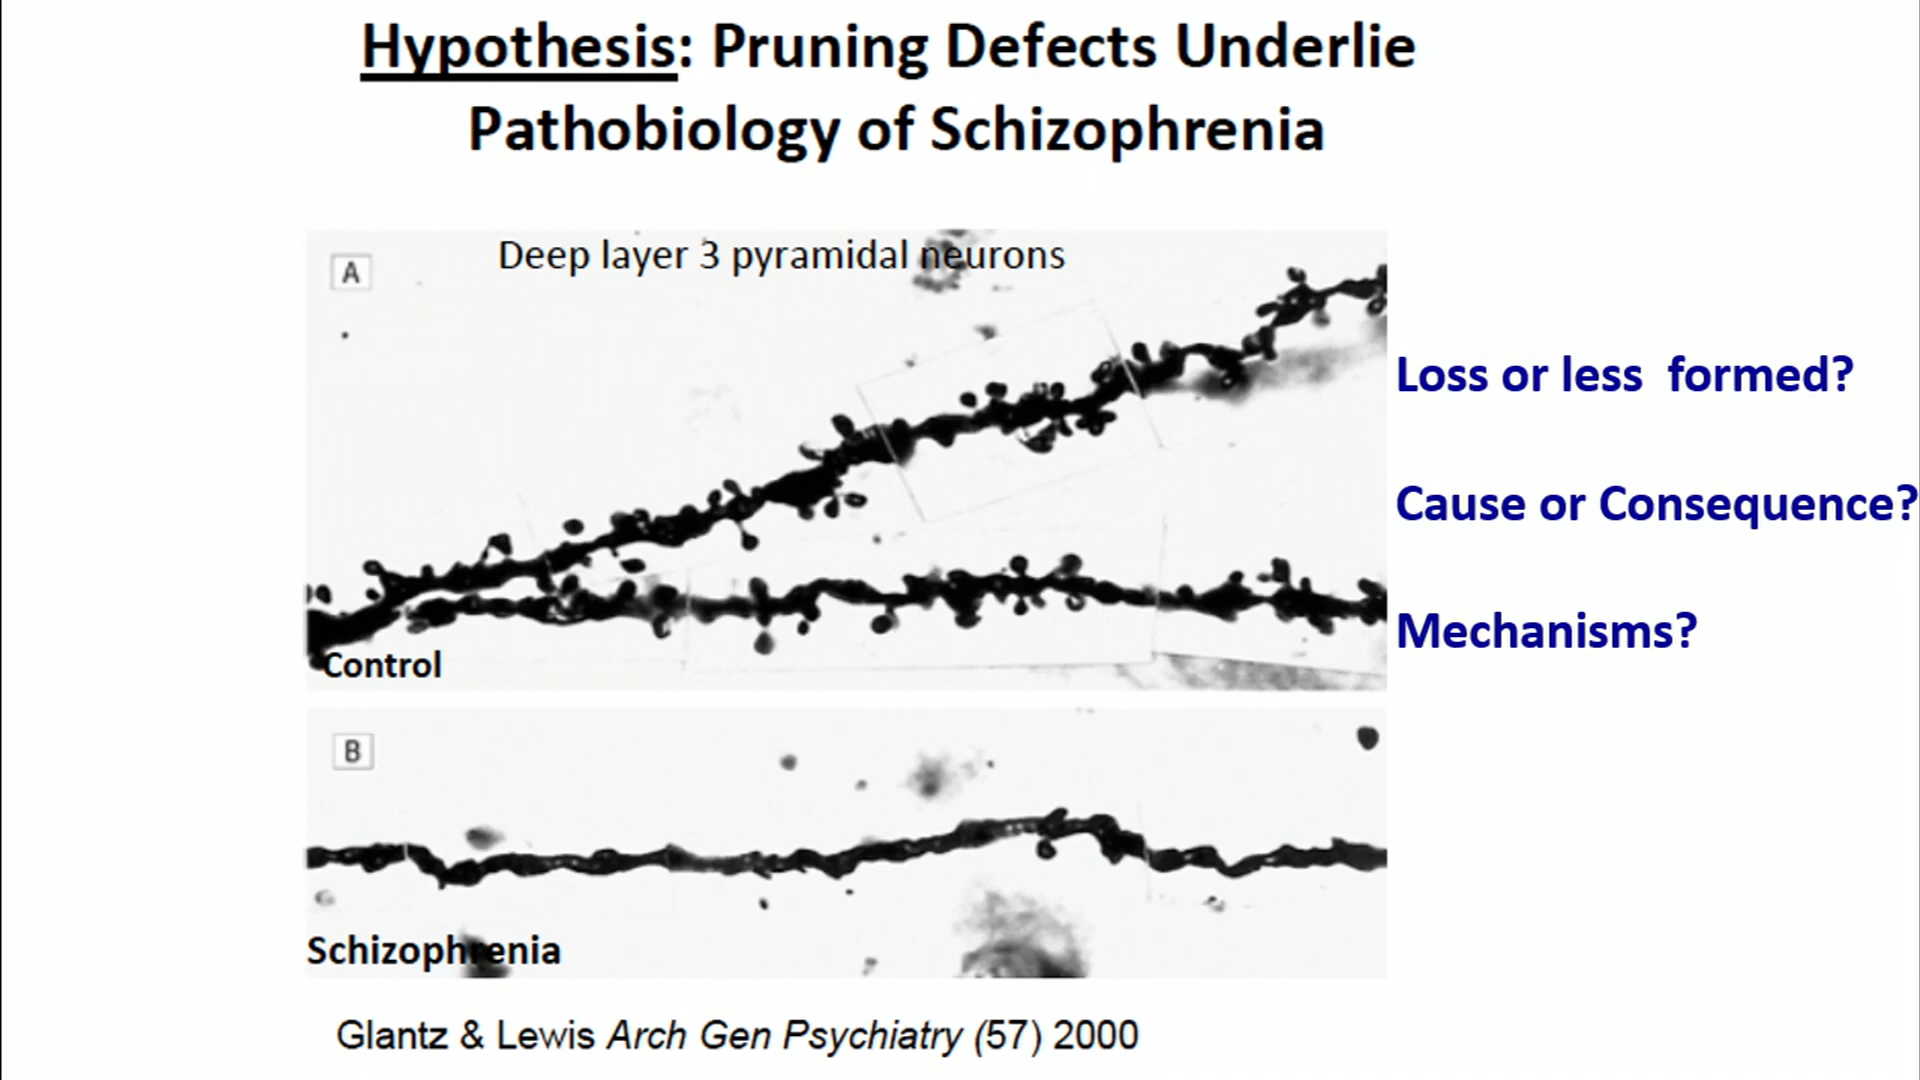 Hypothesis: Pruning Defects Underlie
Pathobiology of Schizophrenia
A
Deep layer 3 pyramidal neurons
Control
Loss or less formed?
Cause or Consequence?
Mechanisms?
B
Schizophrenia
Glantz & Lewis Arch Gen Psychiatry (57) 2000